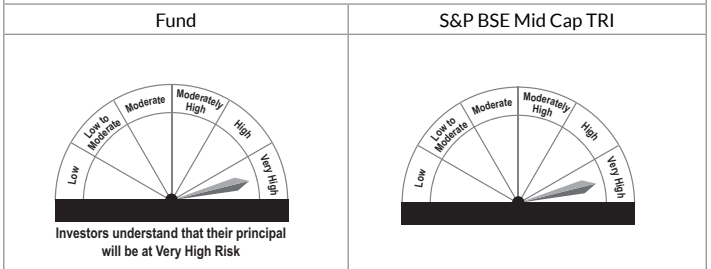 Fund
S&P BSE Mid Cap TRI
Low
Low to
Moderate
Moderate
Moderately
High
High
Very High
Investors understand that their principal
will be at Very High Risk
Low
Low to
Moderate
Moderate
Moderately
High
High
Very High